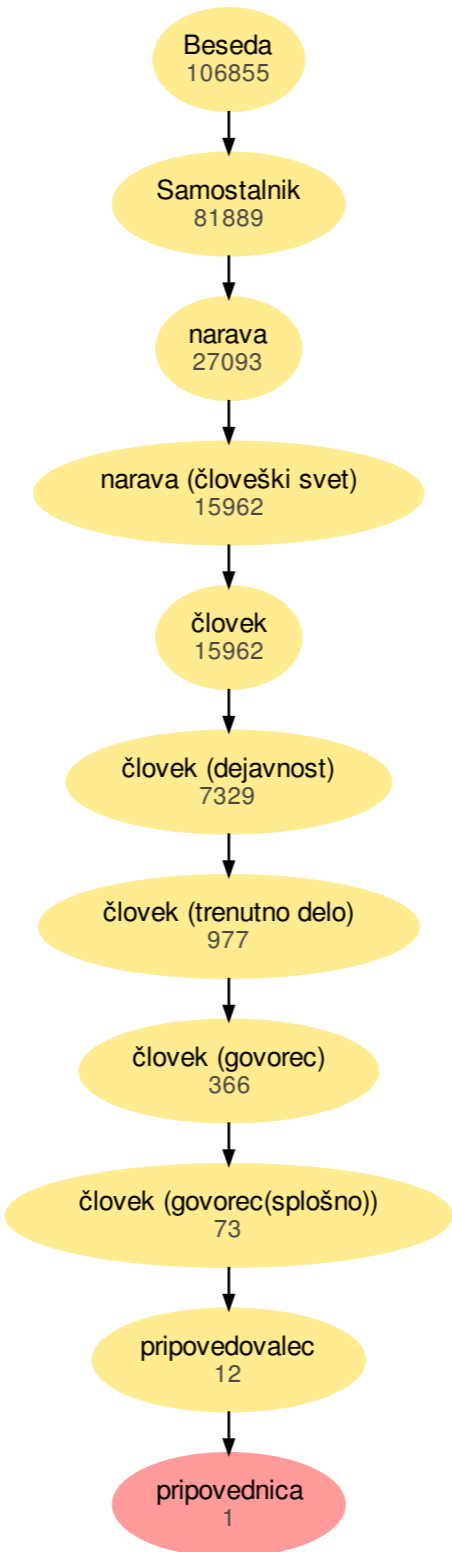 Beseda
106855
Samostalnik
81889
narava
27093
narava (človeški svet)
15962
človek
15962
človek (dejavnost)
7329
človek (trenutno delo)
977
človek (govorec)
366
človek (govorec(splošno))
73
pripovedovalec
12
pripovednica
1